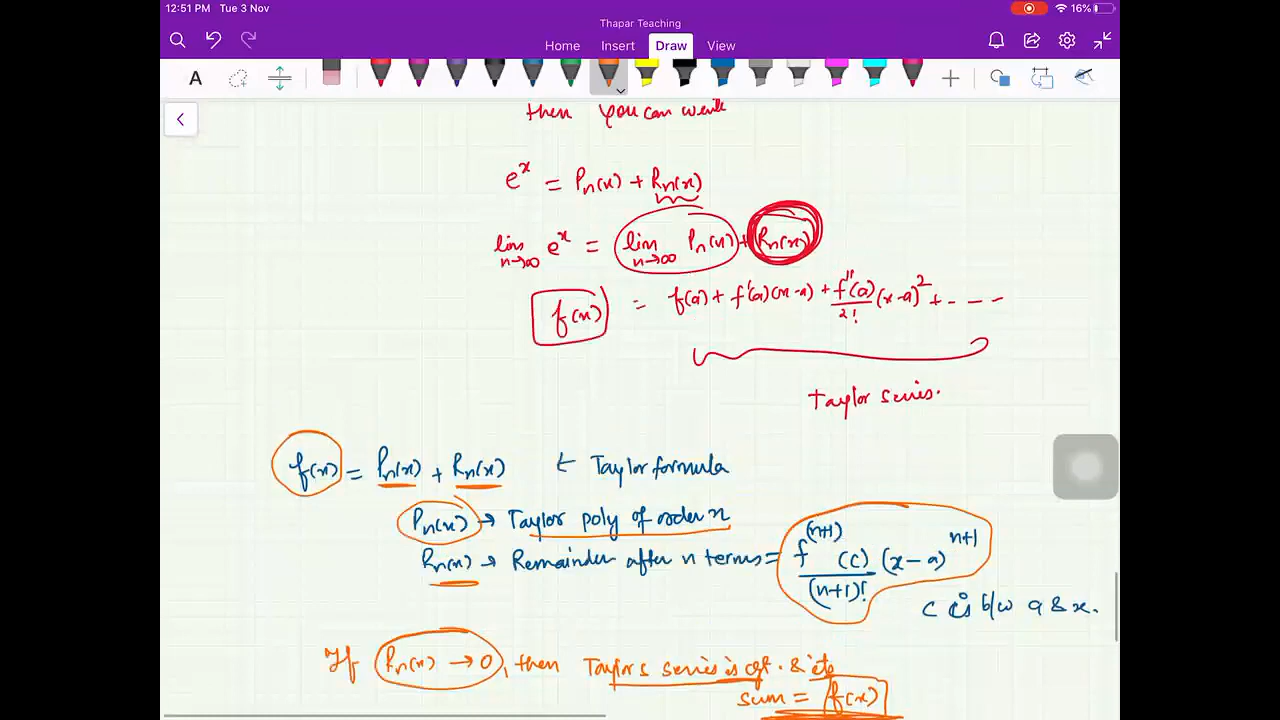 12:51 PM Tue 3 Nov
16%
Thapar Teaching
Home Insert Draw View
A
then you can write
e^x = Pn(x) + Rn(x)
lim n→∞ e^x = lim n→∞ Pn(x) + Rn(x)
f(x) = f(a) + f'(a)(x-a) + f''(a)/2! (x-a)^2 + - - - -
Taylor series.
f(x) = Pn(x) + Rn(x) ← Taylor formula
Pn(x) → Taylor poly of order n
Rn(x) → Remainder after n terms = f^(n+1)(c)/(n+1)! (x-a)^n+1
c is b/w a & x.
If Rn(x) → 0, then Taylor's series is cgt. & its
sum = f(x)